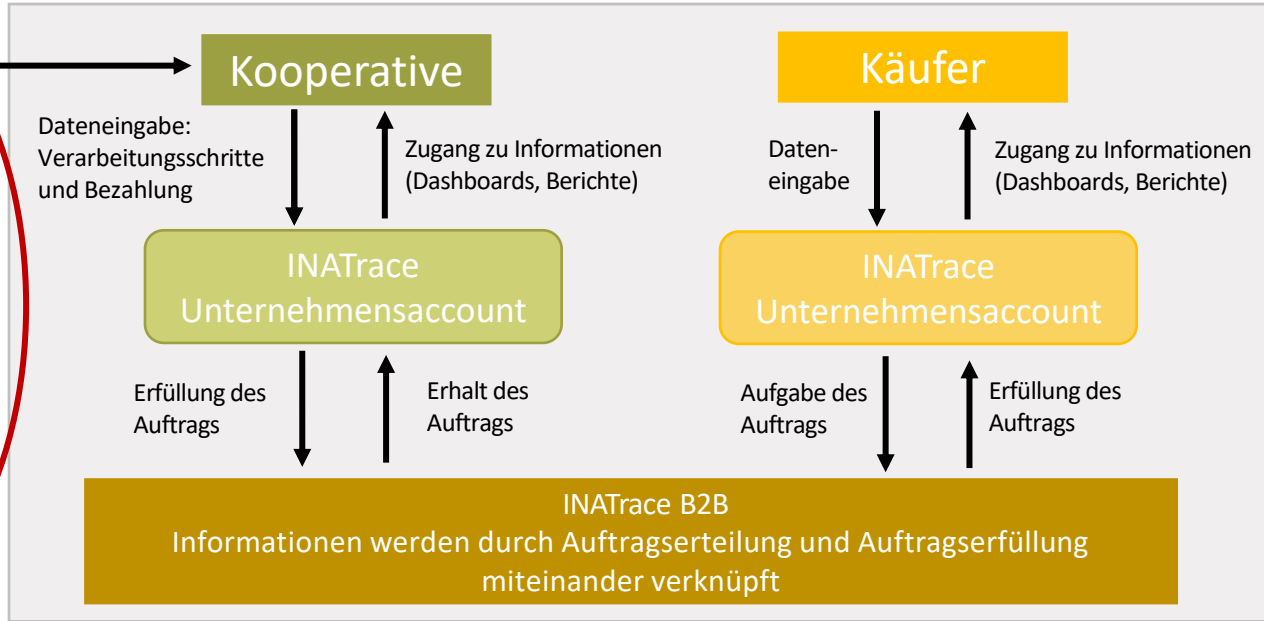 Kooperative
Käufer
Dateneingabe:
Verarbeitungsschritte
und Bezahlung
Zugang zu Informationen
(Dashboards, Berichte)
Daten-
eingabe
Zugang zu Informationen
(Dashboards, Berichte)
INATrace
Unternehmensaccount
INATrace
Unternehmensaccount
Erfüllung des
Auftrags
Erhalt des
Auftrags
Aufgabe des
Auftrags
Erfüllung des
Auftrags
INATrace B2B
Informationen werden durch Auftragserteilung und Auftragserfüllung
miteinander verknüpft